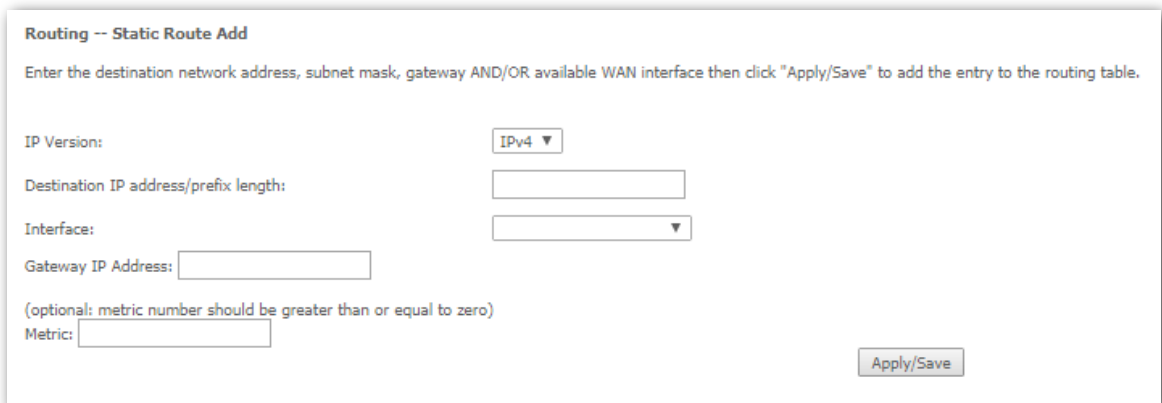 Routing -- Static Route Add
Enter the destination network address, subnet mask, gateway AND/OR available WAN interface then click "Apply/Save" to add the entry to the routing table.
IP Version: IPv4 ▼
Destination IP address/prefix length:
Interface: ▼
Gateway IP Address:
(optional: metric number should be greater than or equal to zero)
Metric:
Apply/Save